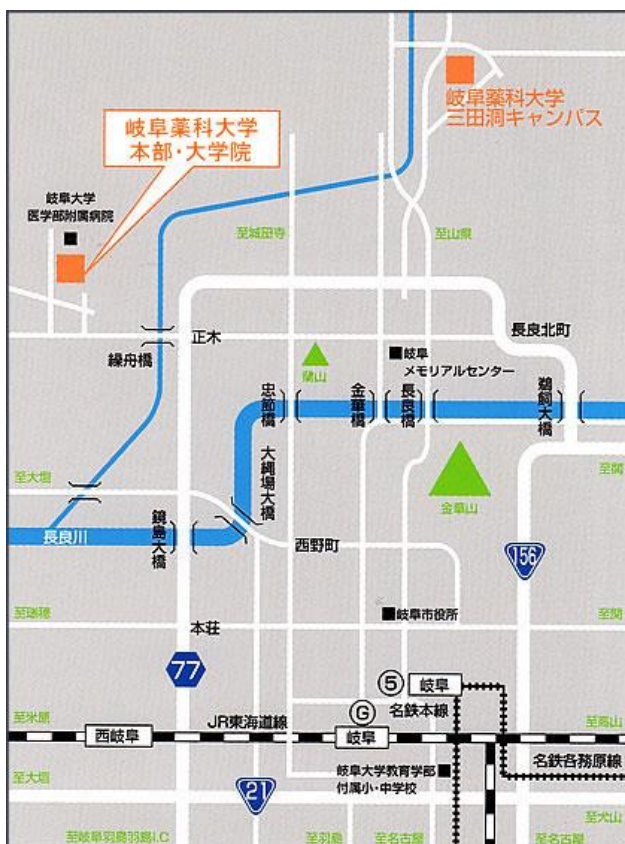 岐阜薬科大学
三田洞キャンパス
岐阜薬科大学
本部・大学院
岐阜大学
医学部附属病院
至城田寺
至山県
正木
長良北町
繰舟橋
岐阜
メモリアルセンター
忠節橋
金華橋
長良橋
鵜飼大橋
大縄場大橋
至大垣
至関
金華山
鏡島大橋
長良川
西野町
156
至瑞穂
岐阜市役所
至関
本荘
77
5
岐阜
至米原
JR東海道線
G
名鉄本線
至高山
西岐阜
岐阜
名鉄各務原線
至大垣
岐阜大学教育学部
付属小・中学校
21
至犬山
至岐阜羽島羽島I.C
至羽島
至名古屋
至名古屋